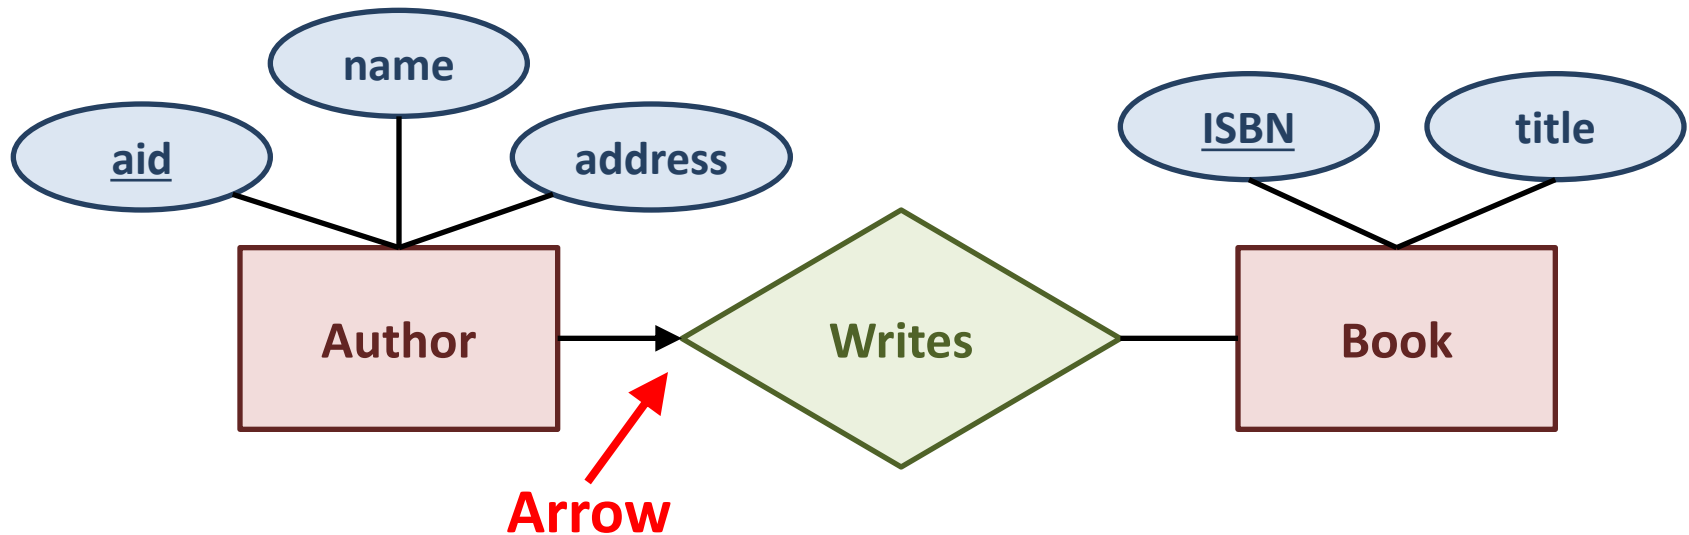 name
aid
address
ISBN
title
Author
Writes
Book
Arrow